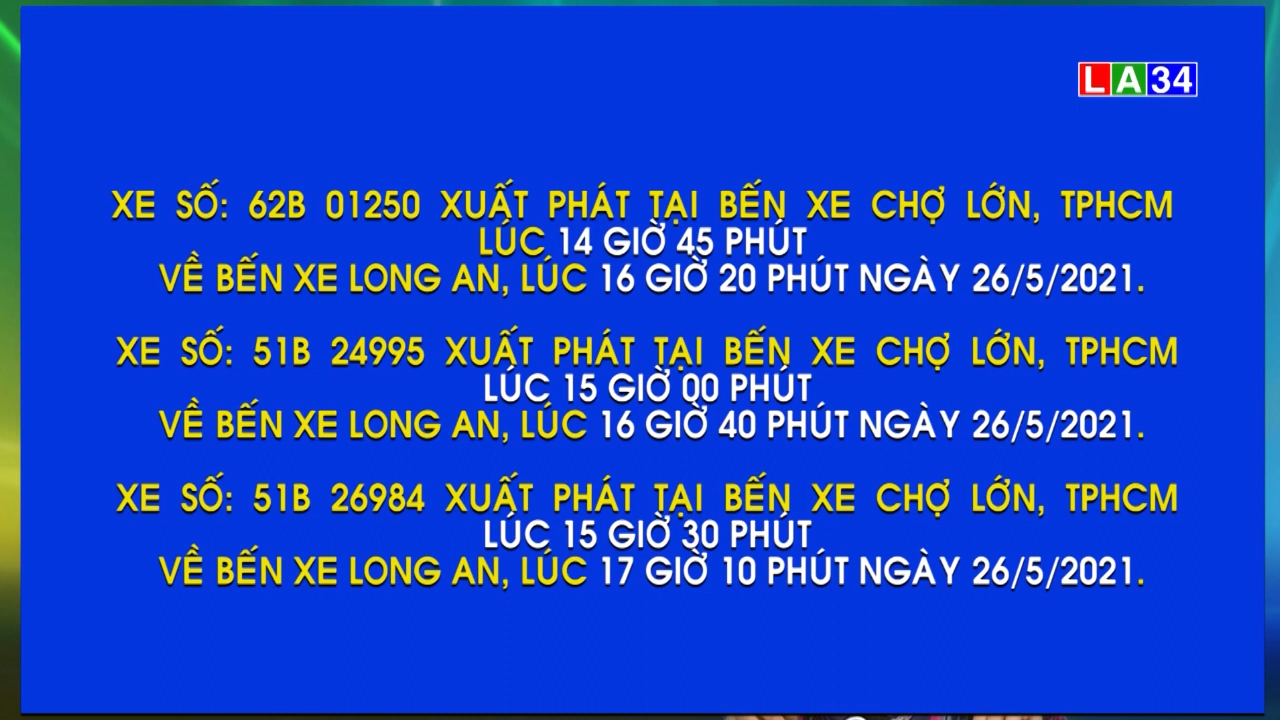 LA34
XE SỐ: 62B 01250 XUẤT PHÁT TẠI BẾN XE CHỢ LỚN, TPHCM
LÚC 14 GIỜ 45 PHÚT
VỀ BẾN XE LONG AN, LÚC 16 GIỜ 20 PHÚT NGÀY 26/5/2021.
XE SỐ: 51B 24995 XUẤT PHÁT TẠI BẾN XE CHỢ LỚN, TPHCM
LÚC 15 GIỜ 00 PHÚT
VỀ BẾN XE LONG AN, LÚC 16 GIỜ 40 PHÚT NGÀY 26/5/2021.
XE SỐ: 51B 26984 XUẤT PHÁT TẠI BẾN XE CHỢ LỚN, TPHCM
LÚC 15 GIỜ 30 PHÚT
VỀ BẾN XE LONG AN, LÚC 17 GIỜ 10 PHÚT NGÀY 26/5/2021.